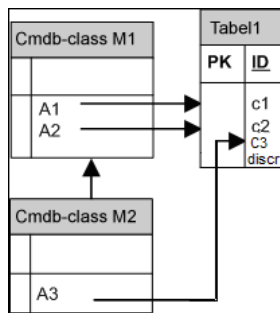 Cmdb-class M1
A1
A2
Cmdb-class M2
A3
Tabel1
PK ID
c1
c2
C3
discr